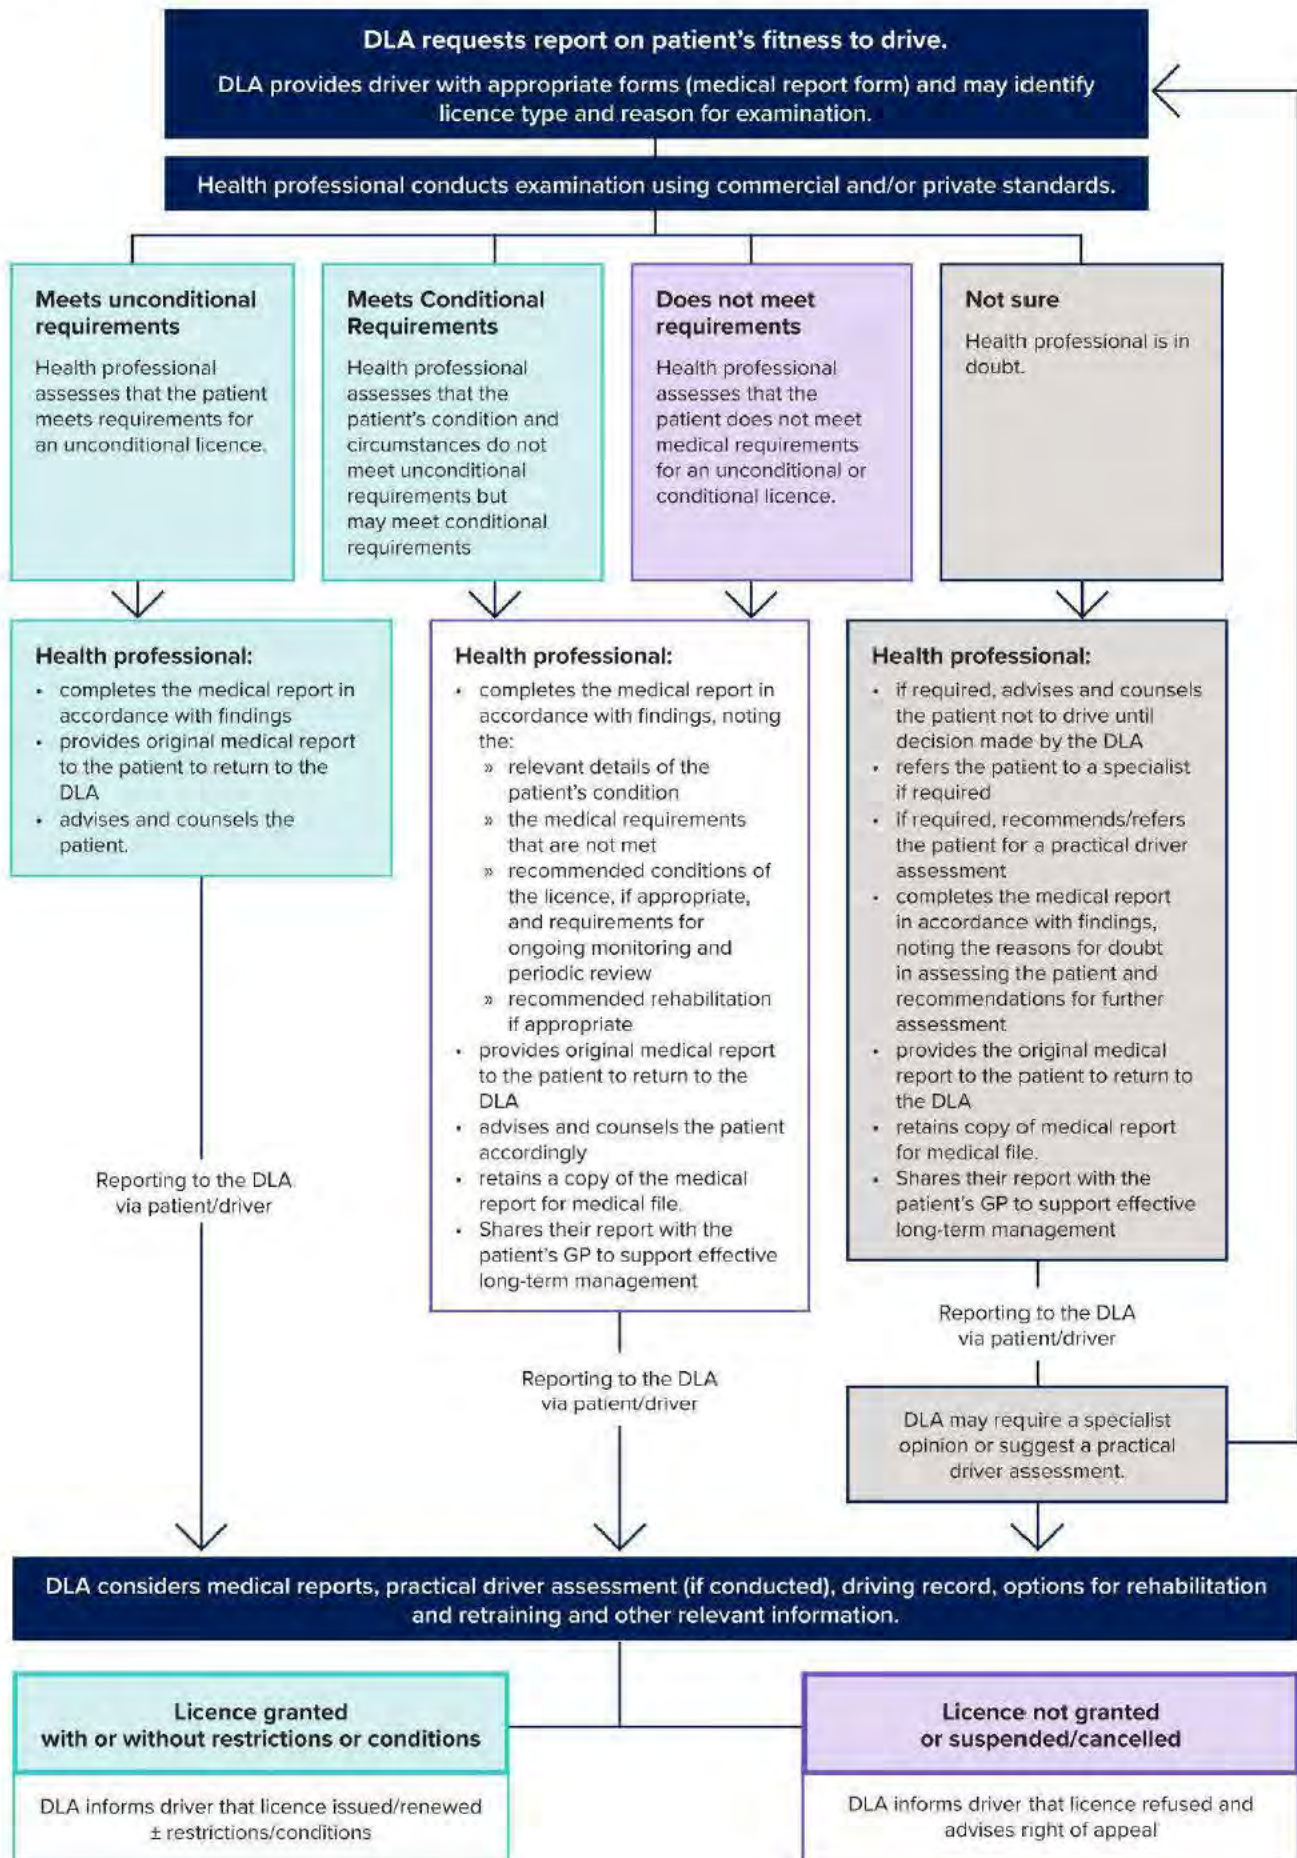 DLA requests report on patient's fitness to drive.
DLA provides driver with appropriate forms (medical report form) and may identify
licence type and reason for examination.
Health professional conducts examination using commercial and/or private standards.
Meets unconditional
requirements
Health professional
assesses that the patient
meets requirements for
an unconditional licence.
Meets Conditional
Requirements
Health professional
assesses that the
patient's condition and
circumstances do not
meet unconditional
requirements but
may meet conditional
requirements
Does not meet
requirements
Health professional
assesses that the
patient does not meet
medical requirements
for an unconditional or
conditional licence.
Not sure
Health professional is in
doubt.
Health professional:
• completes the medical report in
accordance with findings
• provides original medical report
to the patient to return to the
DLA
• advises and counsels the
patient.
Health professional:
• completes the medical report in
accordance with findings, noting
the:
» relevant details of the
patient's condition
» the medical requirements
that are not met
» recommended conditions of
the licence, if appropriate,
and requirements for
ongoing monitoring and
periodic review
» recommended rehabilitation
if appropriate
• provides original medical report
to the patient to return to the
DLA
• advises and counsels the patient
accordingly
• retains a copy of the medical
report for medical file.
• Shares their report with the
patient's GP to support effective
long-term management
Health professional:
• if required, advises and counsels
the patient not to drive until
decision made by the DLA
• refers the patient to a specialist
if required
• if required, recommends/refers
the patient for a practical driver
assessment
• completes the medical report
in accordance with findings,
noting the reasons for doubt
in assessing the patient and
recommendations for further
assessment
• provides the original medical
report to the patient to return to
the DLA
• retains copy of medical report
for medical file.
• Shares their report with the
patient's GP to support effective
long-term management
Reporting to the DLA
via patient/driver
Reporting to the DLA
via patient/driver
Reporting to the DLA
via patient/driver
DLA may require a specialist
opinion or suggest a practical
driver assessment.
DLA considers medical reports, practical driver assessment (if conducted), driving record, options for rehabilitation
and retraining and other relevant information.
Licence granted
with or without restrictions or conditions
DLA informs driver that licence issued/renewed
± restrictions/conditions
Licence not granted
or suspended/cancelled
DLA informs driver that licence refused and
advises right of appeal